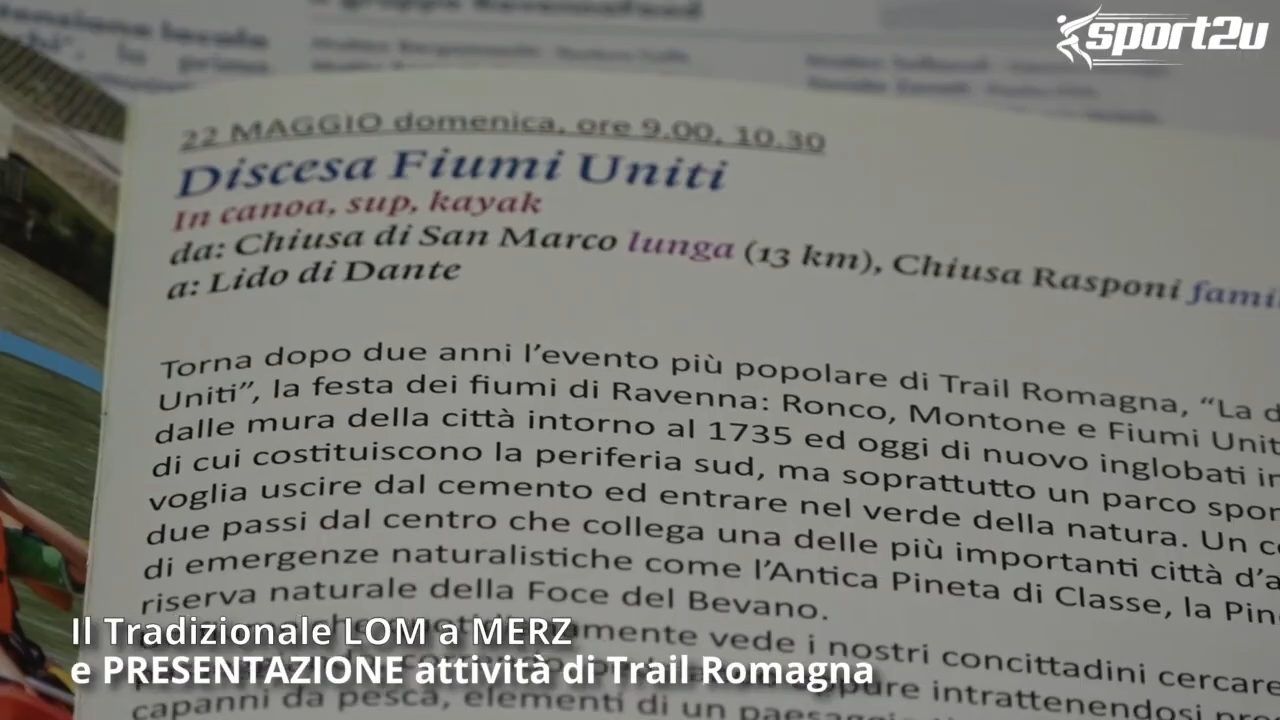 sport2u
22 MAGGIO domenica, ore 9.00, 10.30
Discesa Fiumi Uniti
In canoa, sup, kayak
da: Chiusa di San Marco lunga (13 km), Chiusa Rasponi
a: Lido di Dante
Torna dopo due anni l'evento più popolare di Trail Romagna, "La
Uniti", la festa dei fiumi di Ravenna: Ronco, Montone e Fiumi
dalle mura della città intorno al 1735 ed oggi di nuovo inglobati
di cui costituiscono la periferia sud, ma soprattutto un parco
voglia uscire dal cemento ed entrare nel verde della natura. Un
due passi dal centro che collega una delle più importanti città
di emergenze naturalistiche come l'Antica Pineta di Classe, la
riserva naturale della Foce del Bevano.
vede i nostri concittadini cercare
intrattenendosi
capanni da pesca, elementi di un
Il Tradizionale LOM a MERZ
e PRESENTAZIONE attività di Trail Romagna